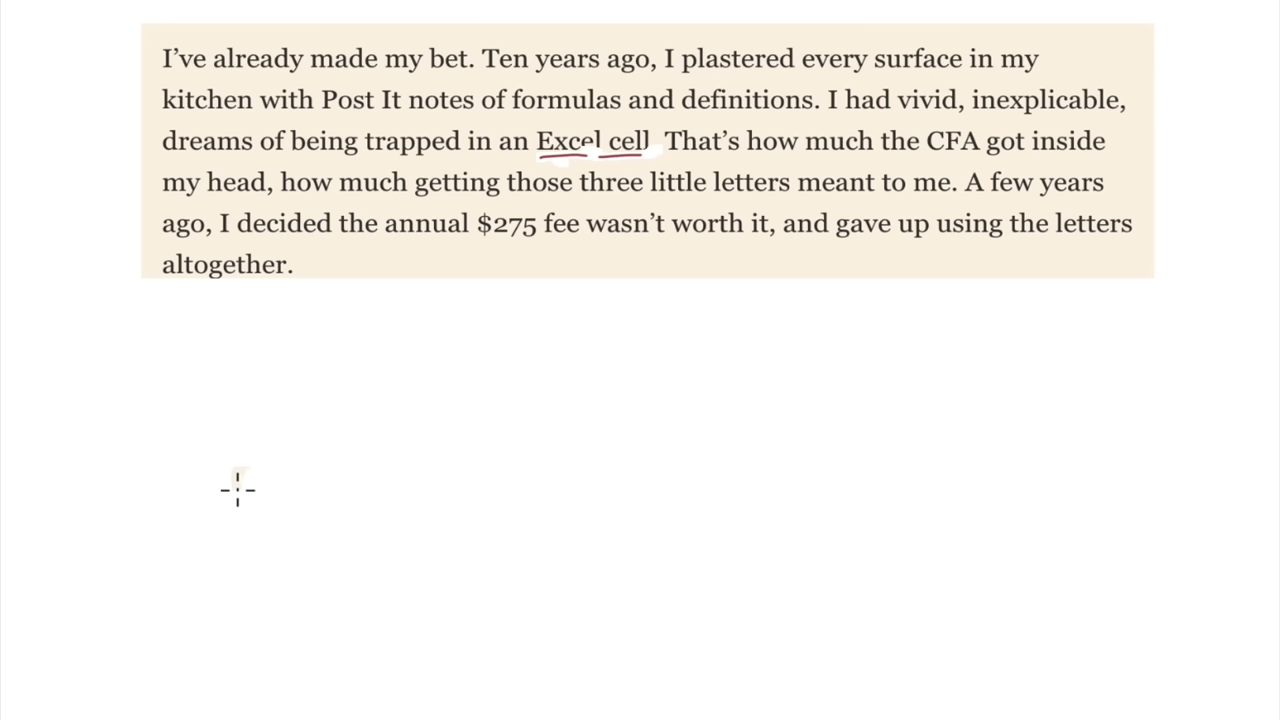 I’ve already made my bet. Ten years ago, I plastered every surface in my
kitchen with Post It notes of formulas and definitions. I had vivid, inexplicable,
dreams of being trapped in an Excel cell That’s how much the CFA got inside
my head, how much getting those three little letters meant to me. A few years
ago, I decided the annual $275 fee wasn’t worth it, and gave up using the letters
altogether.